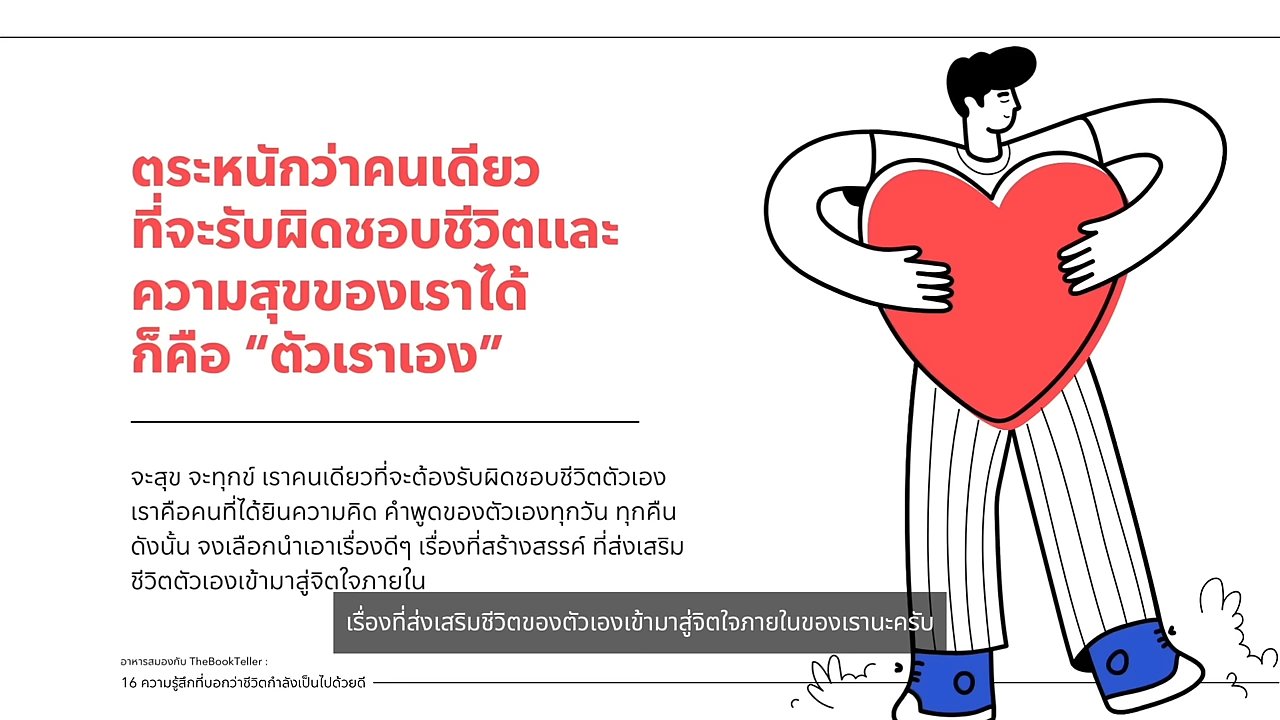 ตระหนักว่าคนเดียว
ที่จะรับผิดชอบชีวิตและ
ความสุขของเราได้
ก็คือ “ตัวเราเอง”
จะสุข จะทุกข์ เราคนเดียวที่จะต้องรับผิดชอบชีวิตตัวเอง
เราคือคนที่ได้ยินความคิด คำพูดของตัวเองทุกวัน ทุกคืน
ดังนั้น จงเลือกนำเอาเรื่องดีๆ เรื่องที่สร้างสรรค์ ที่ส่งเสริม
ชีวิตตัวเองเข้ามาสู่จิตใจภายใน
เรื่องที่ส่งเสริมชีวิตของตัวเองเข้ามาสู่จิตใจภายในของเรานะครับ
อาหารสมองกับ TheBookTeller :
16 ความรู้สึกที่บอกว่าชีวิตกำลังเป็นไปด้วยดี